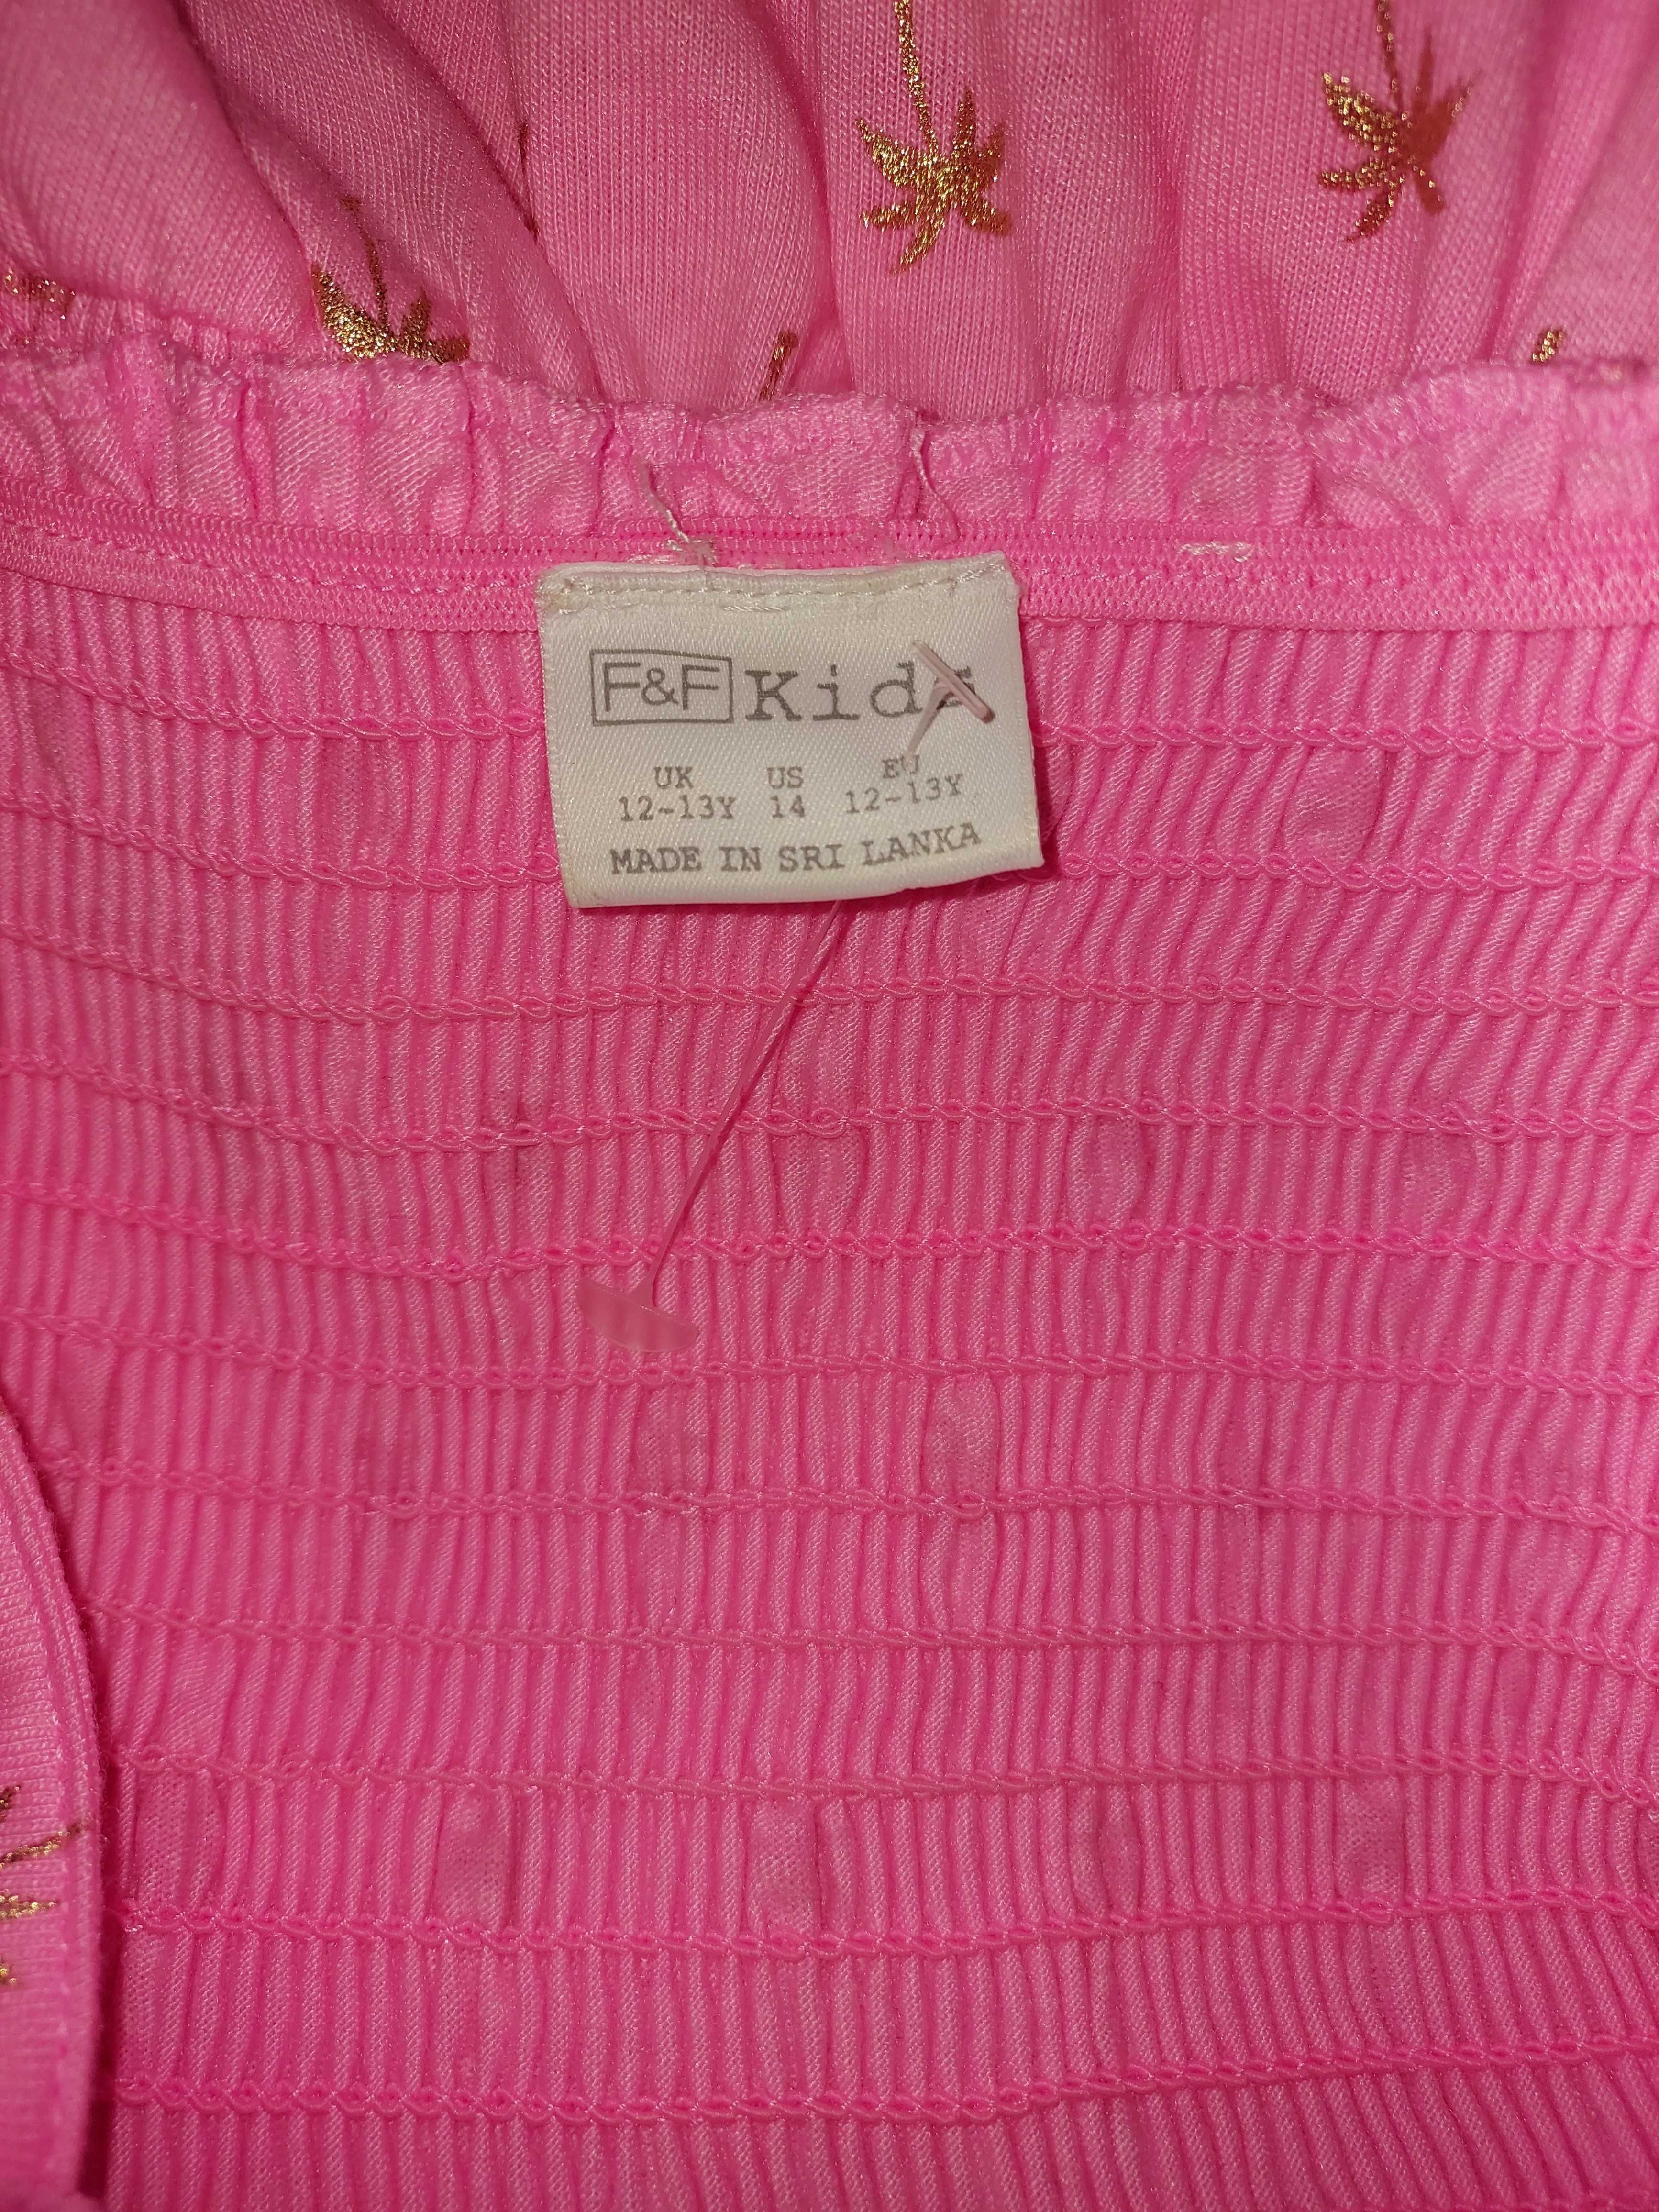 F&F Kids
UK US EU
12-13Y 14 12-13Y
MADE IN SRI LANKA